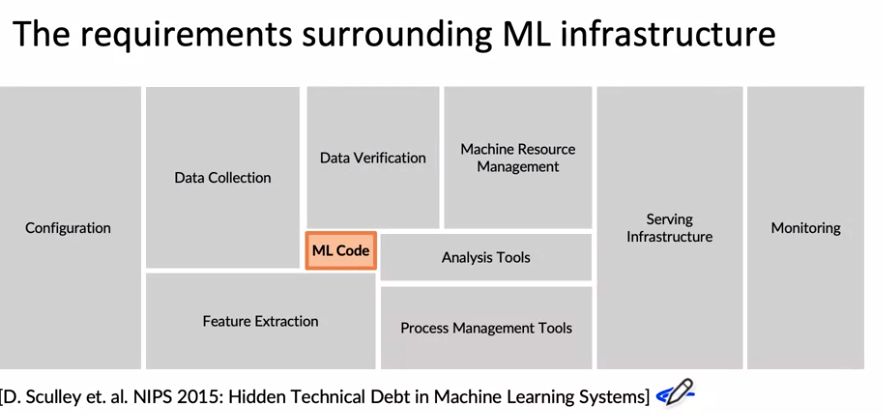 The requirements surrounding ML infrastructure
Configuration
Data Collection
Data Verification
Machine Resource
Management
ML Code
Analysis Tools
Feature Extraction
Process Management Tools
Serving
Infrastructure
Monitoring
[D. Sculley et. al. NIPS 2015: Hidden Technical Debt in Machine Learning Systems]